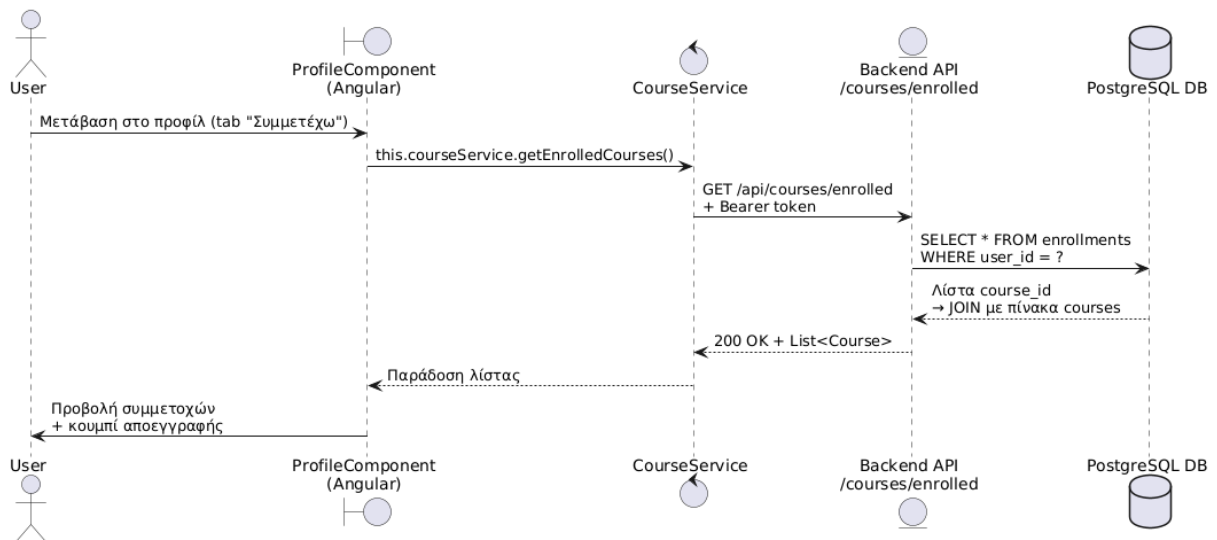 User
ProfileComponent
(Angular)
CourseService
Backend API
/courses/enrolled
PostgreSQL DB
Μετάβαση στο προφίλ (tab "Συμμετέχω")
this.courseService.getEnrolledCourses()
GET /api/courses/enrolled
+ Bearer token
SELECT * FROM enrollments
WHERE user_id = ?
Λίστα course_id
→ JOIN με πίνακα courses
200 OK + List<Course>
Παράδοση λίστας
Προβολή συμμετοχών
+ κουμπί αποεγγραφής
User
ProfileComponent
(Angular)
CourseService
Backend API
/courses/enrolled
PostgreSQL DB